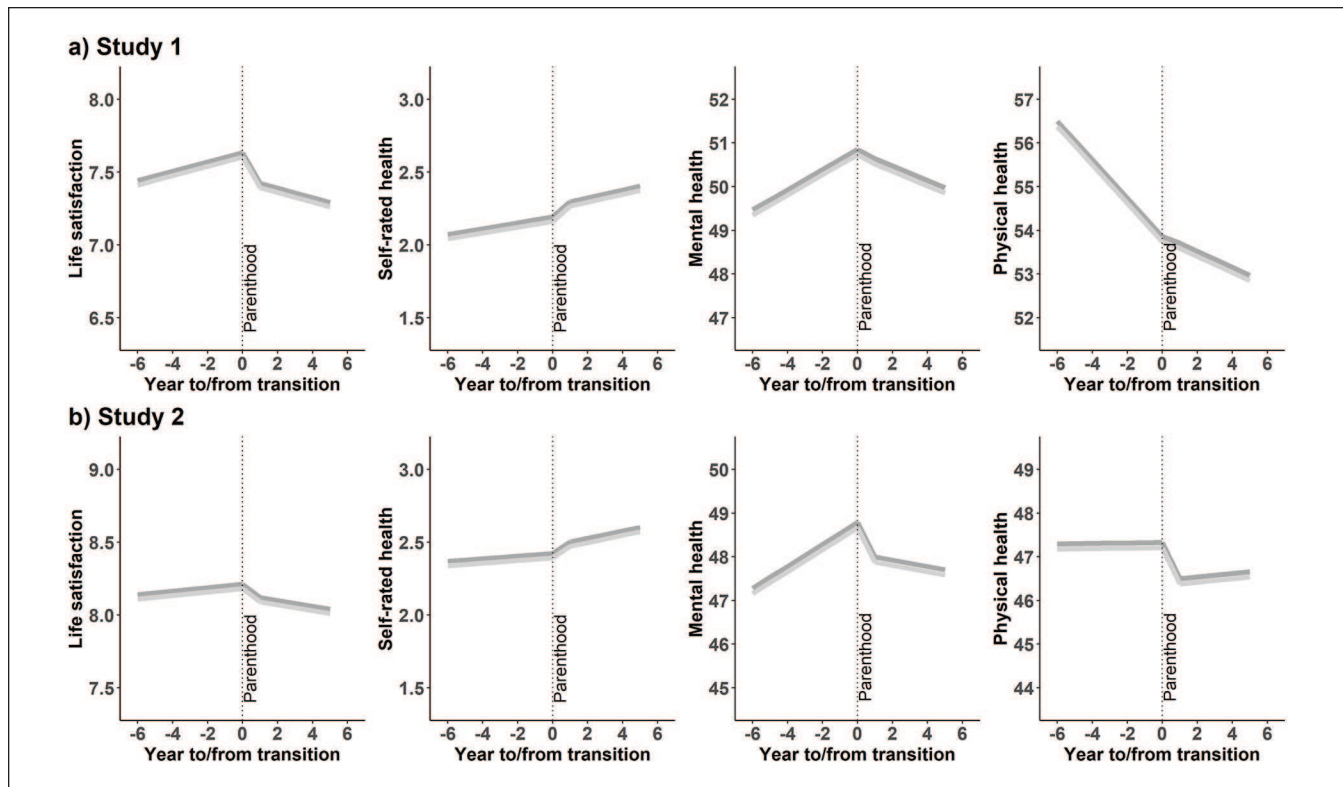 a) Study 1
Life satisfaction
8.0
7.5
7.0
6.5
Parenthood
-6 -4 -2 0 2 4 6
Year to/from transition
Self-rated health
3.0
2.5
2.0
1.5
Parenthood
-6 -4 -2 0 2 4 6
Year to/from transition
Mental health
52
51
50
49
48
47
Parenthood
-6 -4 -2 0 2 4 6
Year to/from transition
Physical health
57
56
55
54
53
52
Parenthood
-6 -4 -2 0 2 4 6
Year to/from transition
b) Study 2
Life satisfaction
9.0
8.5
8.0
7.5
Parenthood
-6 -4 -2 0 2 4 6
Year to/from transition
Self-rated health
3.0
2.5
2.0
1.5
Parenthood
-6 -4 -2 0 2 4 6
Year to/from transition
Mental health
50
49
48
47
46
45
Parenthood
-6 -4 -2 0 2 4 6
Year to/from transition
Physical health
49
48
47
46
45
44
Parenthood
-6 -4 -2 0 2 4 6
Year to/from transition